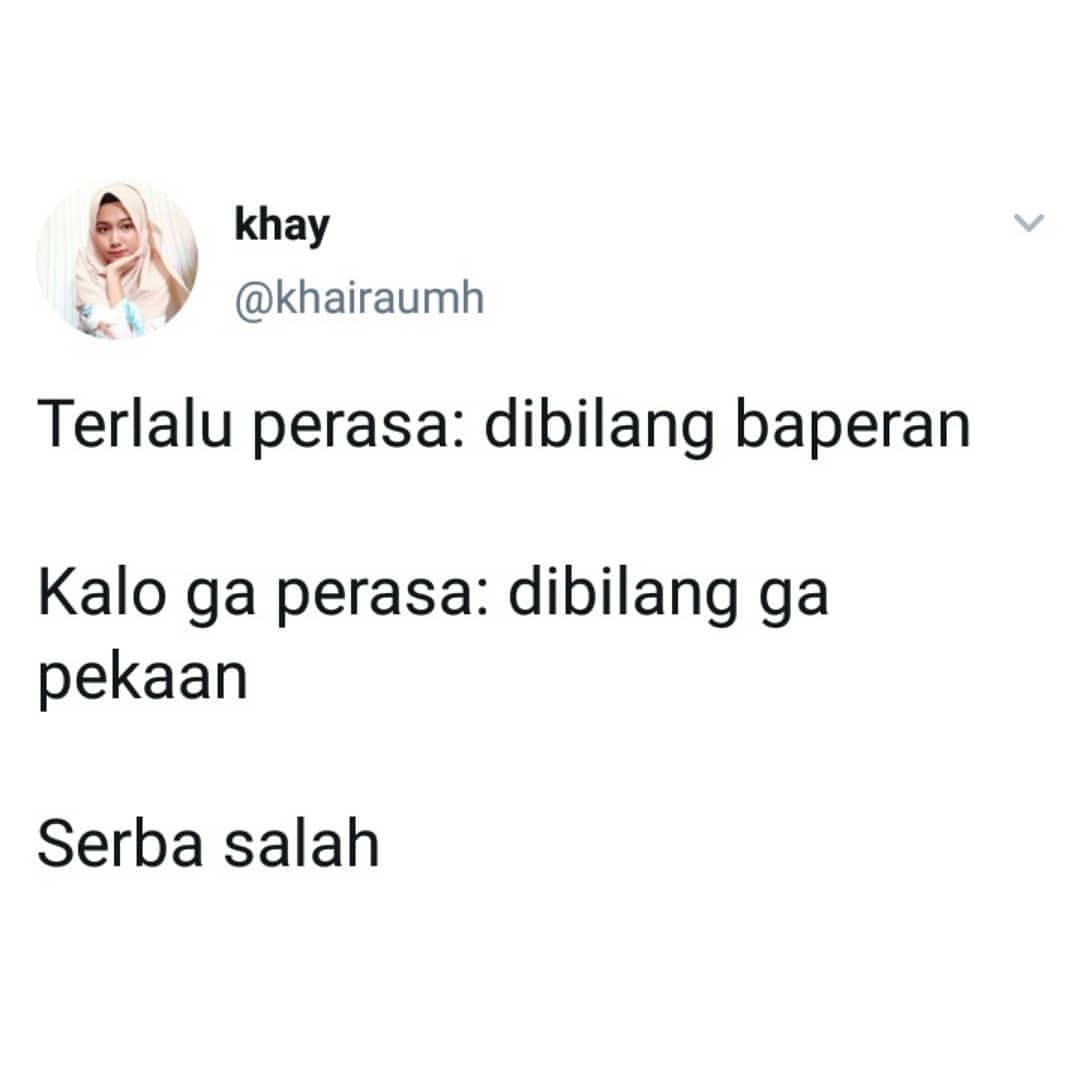 khay
@khairaumh
Terlalu perasa: dibilang baperan
Kalo ga perasa: dibilang ga
pekaan
Serba salah